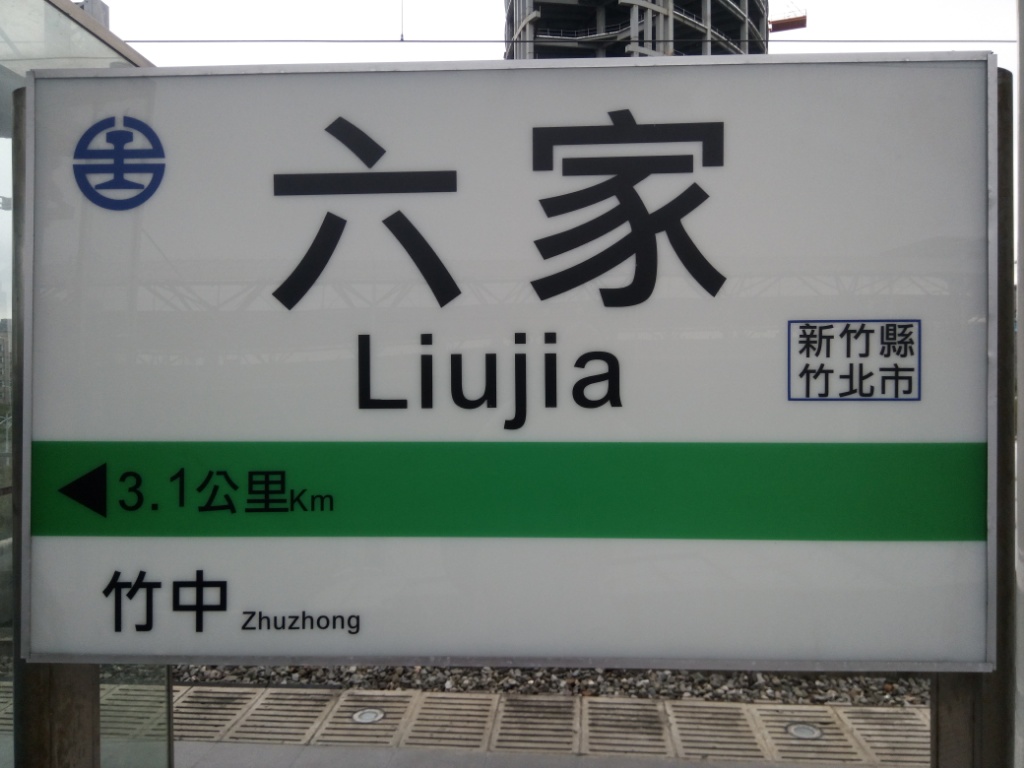 六家
Liujia
新竹縣
竹北市
3.1公里Km
竹中 Zhuzhong